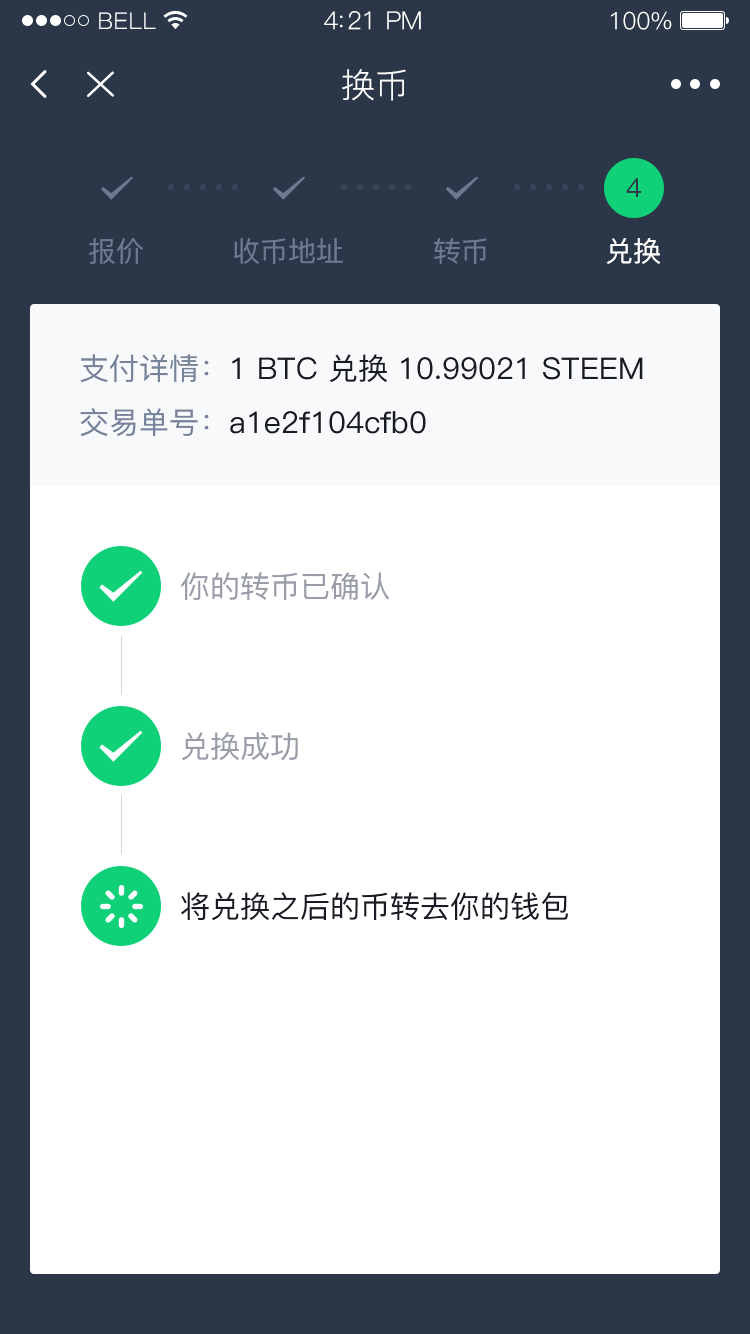 BELL 4:21 PM 100%
换币
4
报价 收币地址 转币 兑换
支付详情：1 BTC 兑换 10.99021 STEEM
交易单号：a1e2f104cfb0
你的转币已确认
兑换成功
将兑换之后的币转去你的钱包